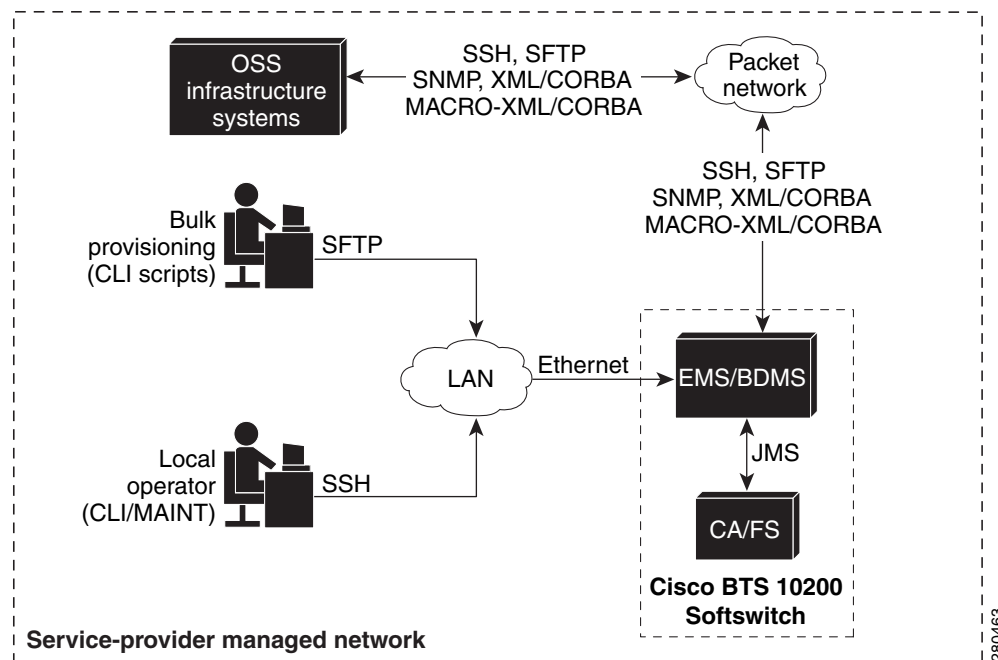 OSS
infrastructure
systems
SSH, SFTP
SNMP, XML/CORBA
MACRO-XML/CORBA
Packet
network
SSH, SFTP
SNMP, XML/CORBA
MACRO-XML/CORBA
Bulk
provisioning
(CLI scripts)
SFTP
LAN
Ethernet
EMS/BDMS
JMS
Local
operator
(CLI/MAINT)
SSH
CA/FS
Cisco BTS 10200
Softswitch
Service-provider managed network
280463